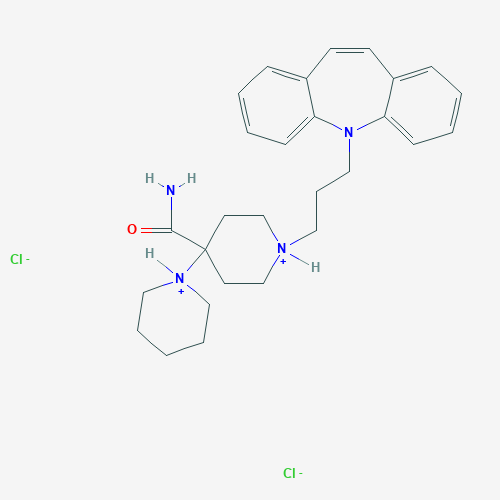 N
H N H
O
H N + H
Cl -
N +
Cl -